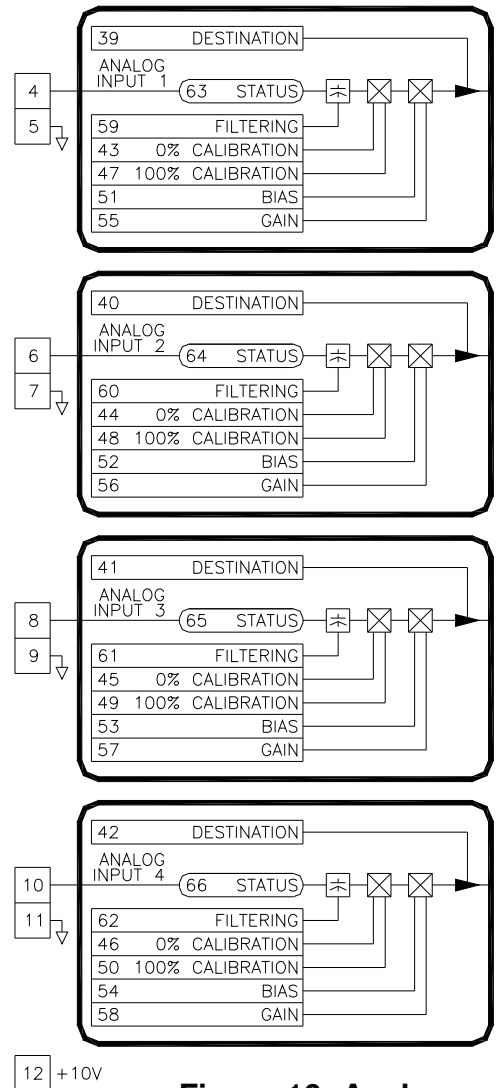 39 DESTINATION
ANALOG
INPUT 1
4
63 STATUS
5
59 FILTERING
43 0% CALIBRATION
47 100% CALIBRATION
51 BIAS
55 GAIN
40 DESTINATION
ANALOG
INPUT 2
6
64 STATUS
7
60 FILTERING
44 0% CALIBRATION
48 100% CALIBRATION
52 BIAS
56 GAIN
41 DESTINATION
ANALOG
INPUT 3
8
65 STATUS
9
61 FILTERING
45 0% CALIBRATION
49 100% CALIBRATION
53 BIAS
57 GAIN
42 DESTINATION
ANALOG
INPUT 4
10
66 STATUS
11
62 FILTERING
46 0% CALIBRATION
50 100% CALIBRATION
54 BIAS
58 GAIN
12 +10V